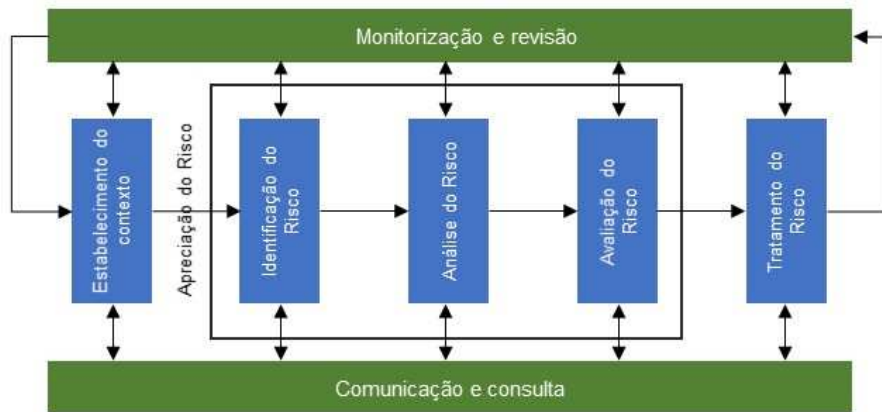 Monitorização e revisão
Estabelecimento do
contexto
Apreciação do Risco
Identificação do
Risco
Análise do Risco
Avaliação do
Risco
Tratamento do
Risco
Comunicação e consulta